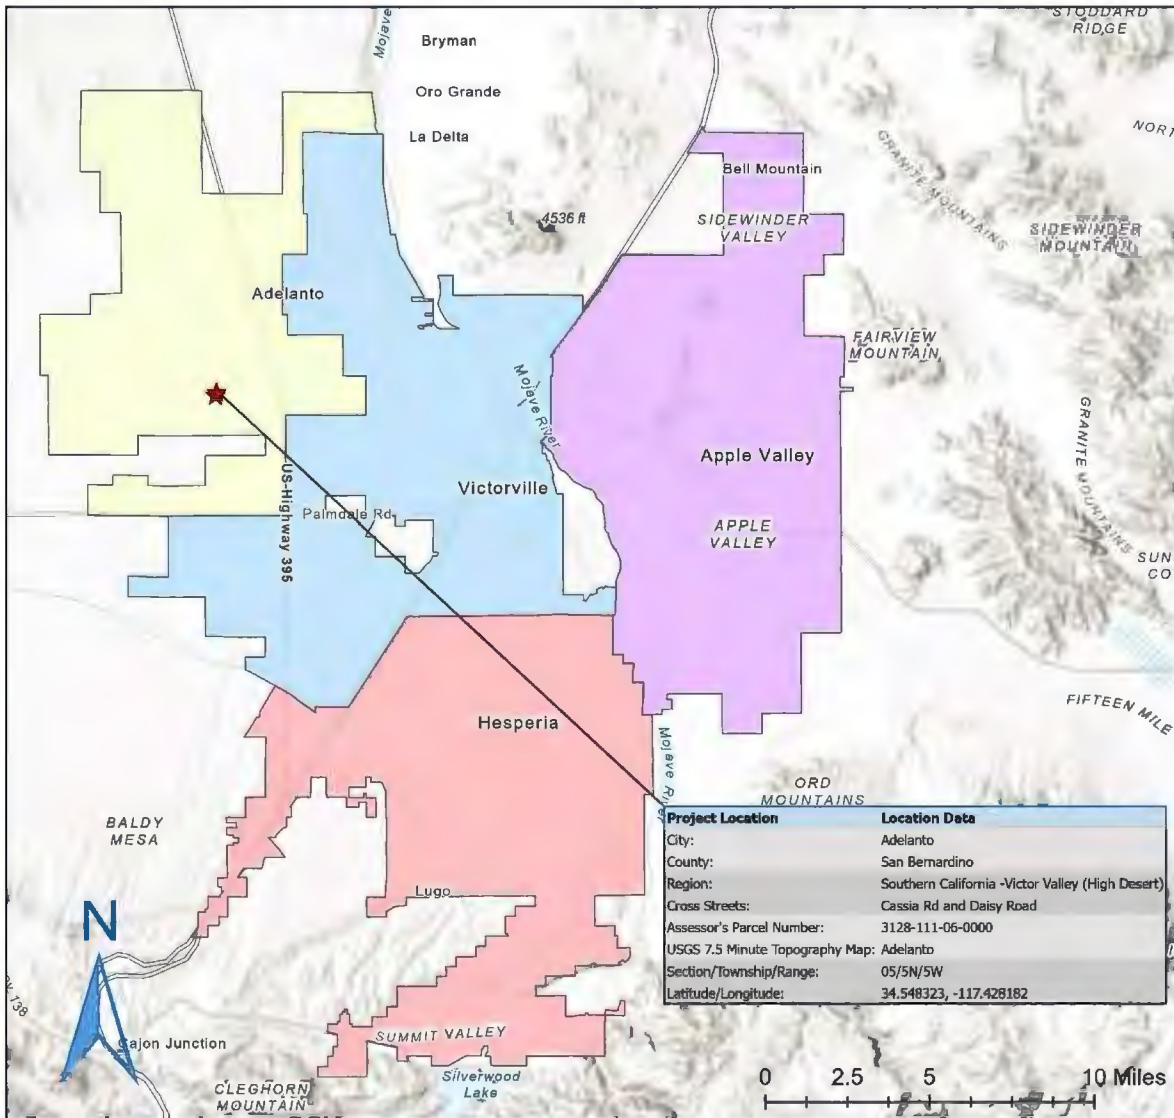 STODDARD
RIDGE
Mojave
Bryman
Oro Grande
La Delta
NORT
GRANITE MOUNTAINS
Bell Mountain
4536 ft
SIDEWINDER
VALLEY
SIDEWINDER
MOUNTAIN
Adelanto
FAIRVIEW
MOUNTAIN
Mojave River
GRANITE MOUNTAINS
Apple Valley
Victorville
US-Highway 395
Palmdale Rd
APPLE
VALLEY
SUN
CO
FIFTEEN MILE
Hesperia
Mojave River
ORD
MOUNTAINS
BALDY
MESA
Project Location Location Data
City: Adelanto
County: San Bernardino
Region: Southern California -Victor Valley (High Desert)
Cross Streets: Cassia Rd and Daisy Road
Assessor's Parcel Number: 3128-111-06-0000
USGS 7.5 Minute Topography Map: Adelanto
Section/Township/Range: 05/5N/5W
Latitude/Longitude: 34.548323, -117.428182
Lugo
N
138
Cajon Junction
SUMMIT VALLEY
Silverwood
Lake
CLEGHORN
MOUNTAIN
0 2.5 5 10 Miles